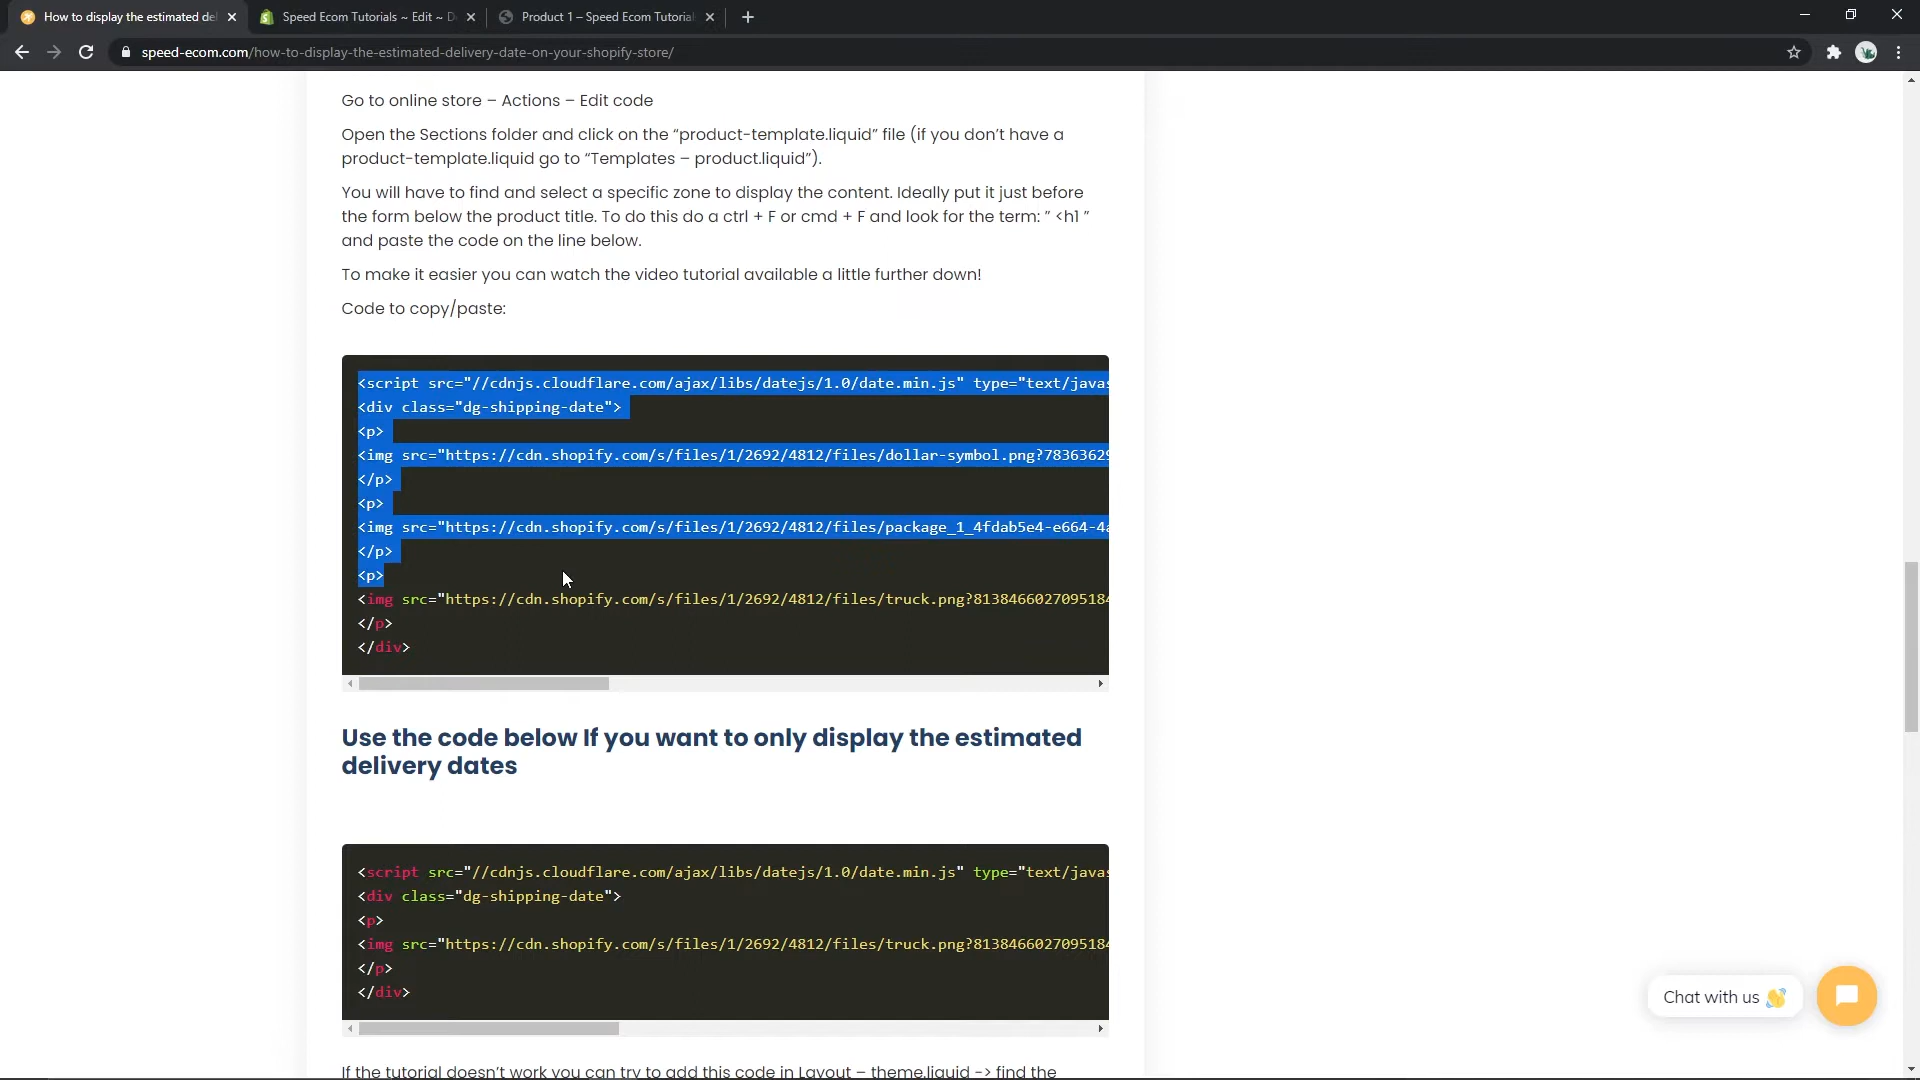 How to display the estimated de
Speed Ecom Tutorials ~ Edit ~ D
Product 1 – Speed Ecom Tutorial
speed-ecom.com/how-to-display-the-estimated-delivery-date-on-your-shopify-store/
Go to online store – Actions – Edit code
Open the Sections folder and click on the “product-template.liquid” file (if you don’t have a
product-template.liquid go to “Templates – product.liquid”).
You will have to find and select a specific zone to display the content. Ideally put it just before
the form below the product title. To do this do a ctrl + F or cmd + F and look for the term: ” <h1 ”
and paste the code on the line below.
To make it easier you can watch the video tutorial available a little further down!
Code to copy/paste:
<script src="//cdnjs.cloudflare.com/ajax/libs/datejs/1.0/date.min.js" type="text/javas
<div class="dg-shipping-date">
<p>
<img src="https://cdn.shopify.com/s/files/1/2692/4812/files/dollar-symbol.png?78363629
</p>
<p>
<img src="https://cdn.shopify.com/s/files/1/2692/4812/files/package_1_4fdab5e4-e664-4a
</p>
<p>
<img src="https://cdn.shopify.com/s/files/1/2692/4812/files/truck.png?8138466027095184
</p>
</div>
Use the code below If you want to only display the estimated
delivery dates
<script src="//cdnjs.cloudflare.com/ajax/libs/datejs/1.0/date.min.js" type="text/javas
<div class="dg-shipping-date">
<p>
<img src="https://cdn.shopify.com/s/files/1/2692/4812/files/truck.png?8138466027095184
</p>
</div>
Chat with us 👋
If the tutorial doesn’t work you can try to add this code in Layout – theme.liquid -> find the